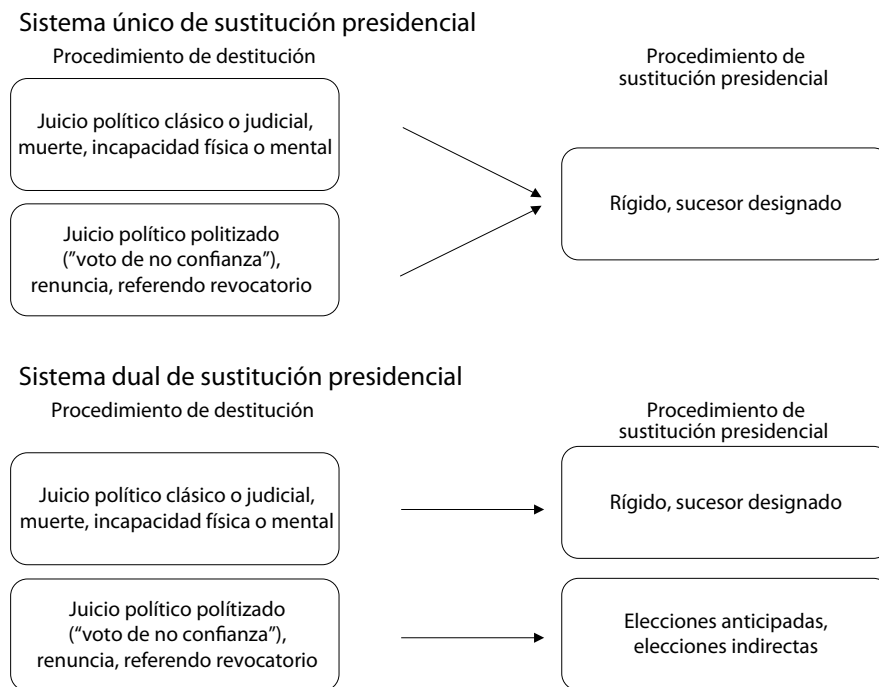 Sistema único de sustitución presidencial
Procedimiento de destitución
Procedimiento de
sustitución presidencial
Juicio político clásico o judicial,
muerte, incapacidad física o mental
Rígido, sucesor designado
Juicio político politizado
("voto de no confianza"),
renuncia, referendo revocatorio
Sistema dual de sustitución presidencial
Procedimiento de destitución
Procedimiento de
sustitución presidencial
Juicio político clásico o judicial,
muerte, incapacidad física o mental
Rígido, sucesor designado
Juicio político polítizado
("voto de no confianza"),
renuncia, referendo revocatorio
Elecciones anticipadas,
elecciones indirectas